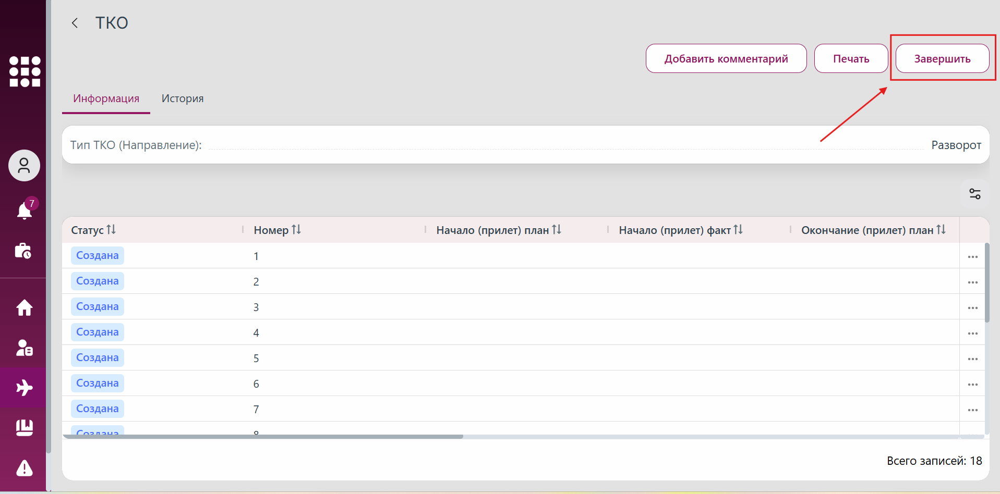 ТКО
Добавить комментарий Печать Завершить
Информация История
Тип ТКО (Направление): Разворот
7
Статус Номер Начало (прилет) план Начало (прилет) факт Окончание (прилет) план
Создана 1
Создана 2
Создана 3
Создана 4
Создана 5
Создана 6
Создана 7
Создана 8
Всего записей: 18